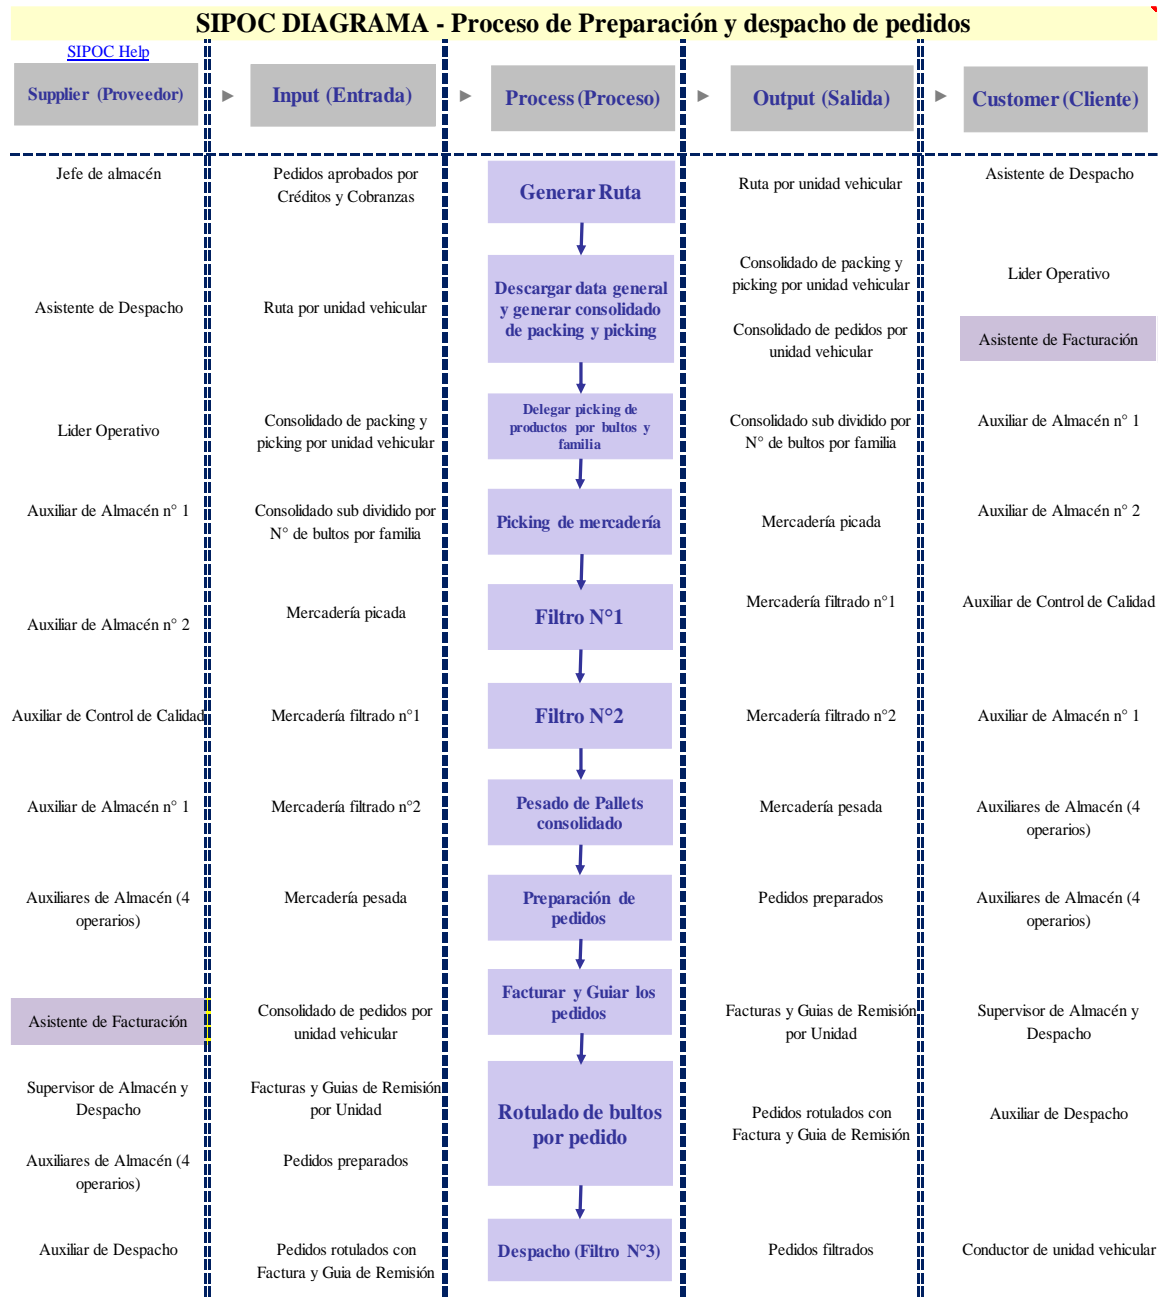 SIPOC DIAGRAMA - Proceso de Preparación y despacho de pedidos
SIPOC Help
Supplier (Proveedor)
Input (Entrada)
Process (Proceso)
Output (Salida)
Customer (Cliente)
Jefe de almacén
Pedidos aprobados por
Créditos y Cobranzas
Generar Ruta
Ruta por unidad vehicular
Asistente de Despacho
Asistente de Despacho
Ruta por unidad vehicular
Descargar data general
y generar consolidado
de packing y picking
Consolidado de packing y
picking por unidad vehicular
Consolidado de pedidos por
unidad vehicular
Lider Operativo
Asistente de Facturación
Lider Operativo
Consolidado de packing y
picking por unidad vehicular
Delegar picking de
productos por bultos y
familia
Consolidado sub dividido por
N° de bultos por familia
Auxiliar de Almacén n° 1
Auxiliar de Almacén n° 1
Consolidado sub dividido por
N° de bultos por familia
Picking de mercadería
Mercadería picada
Auxiliar de Almacén n° 2
Auxiliar de Almacén n° 2
Mercadería picada
Filtro N°1
Mercadería filtrado n°1
Auxiliar de Control de Calidad
Auxiliar de Control de Calidad
Mercadería filtrado n°1
Filtro N°2
Mercadería filtrado n°2
Auxiliar de Almacén n° 1
Auxiliar de Almacén n° 1
Mercadería filtrado n°2
Pesado de Pallets
consolidado
Mercadería pesada
Auxiliares de Almacén (4
operarios)
Auxiliares de Almacén (4
operarios)
Mercadería pesada
Preparación de
pedidos
Pedidos preparados
Auxiliares de Almacén (4
operarios)
Asistente de Facturación
Consolidado de pedidos por
unidad vehicular
Facturar y Guiar los
pedidos
Facturas y Guias de Remisión
por Unidad
Supervisor de Almacén y
Despacho
Supervisor de Almacén y
Despacho
Facturas y Guias de Remisión
por Unidad
Auxiliares de Almacén (4
operarios)
Pedidos preparados
Rotulado de bultos
por pedido
Pedidos rotulados con
Factura y Guia de Remisión
Auxiliar de Despacho
Auxiliar de Despacho
Pedidos rotulados con
Factura y Guia de Remisión
Despacho (Filtro N°3)
Pedidos filtrados
Conductor de unidad vehicular